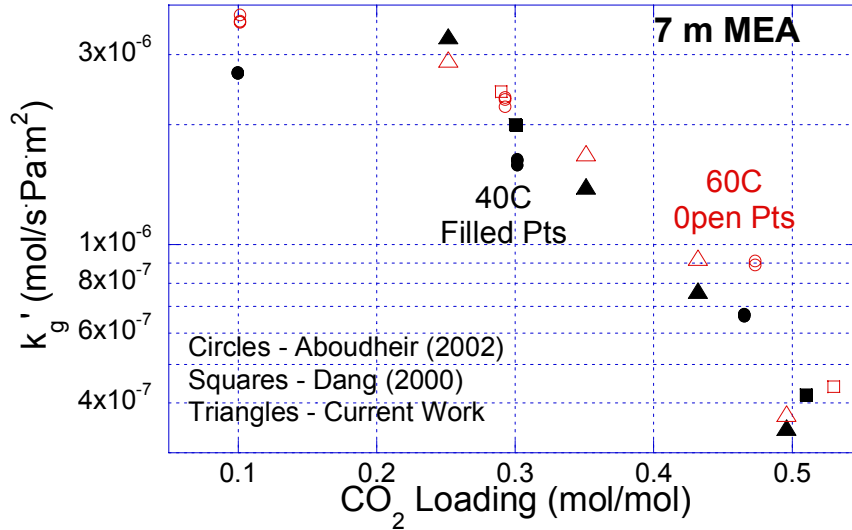 7 m MEA
3x10⁻⁶
1x10⁻⁶
8x10⁻⁷
6x10⁻⁷
4x10⁻⁷
k_g' (mol/s·Pa·m²)
40C
Filled Pts
60C
0pen Pts
Circles - Aboudheir (2002)
Squares - Dang (2000)
Triangles - Current Work
0.1 0.2 0.3 0.4 0.5
CO₂ Loading (mol/mol)